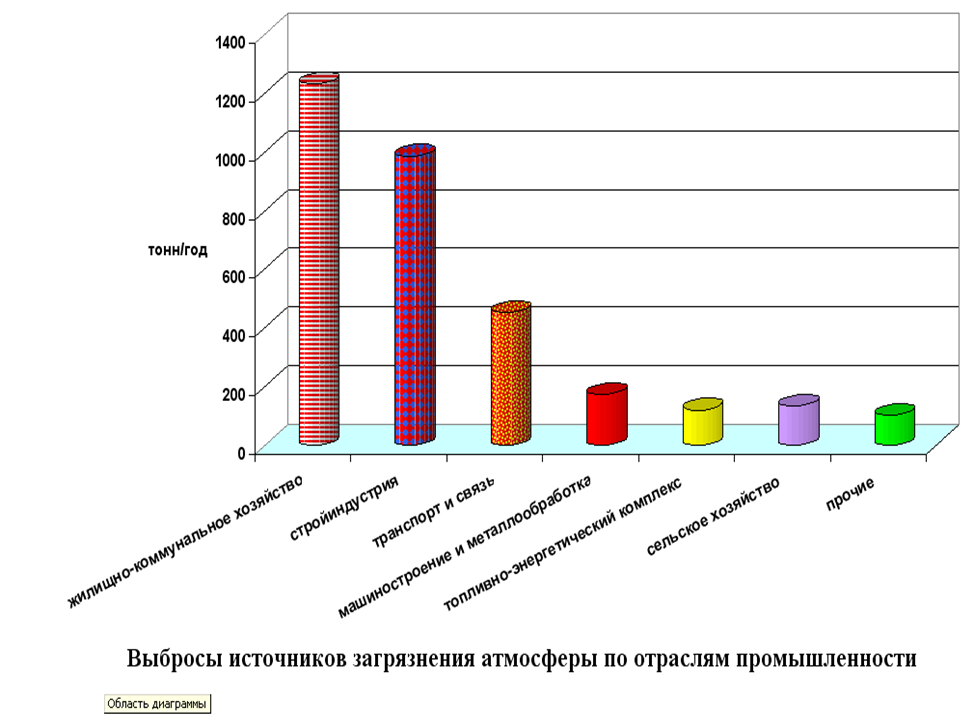 1400
1200
1000
800
тонн/год
600
400
200
0
жилищно-коммунальное хозяйство
стройиндустрия
транспорт и связь
машиностроение и металлообработка
топливно-энергетический комплекс
сельское хозяйство
прочие
Выбросы источников загрязнения атмосферы по отраслям промышленности
Область диаграммы